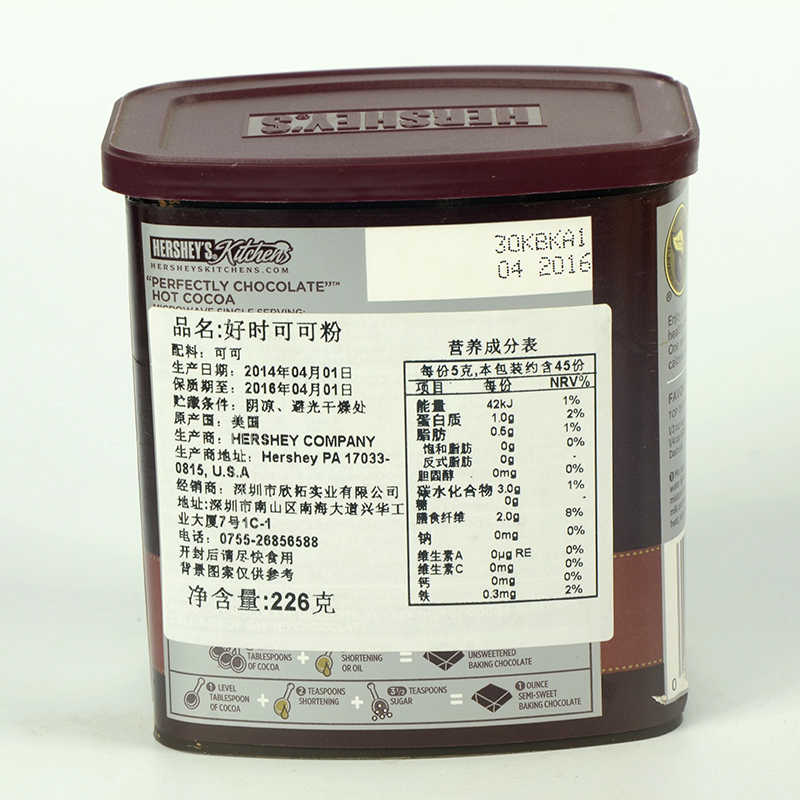 HERSHEY'S
HERSHEY'S Kitchens
HERSHEYSKITCHENS.COM
30KBKA1
04 2016
"PERFECTLY CHOCOLATE"™
HOT COCOA
MICROWAVE SINGLE SERVING:
品名:好时可可粉
配料: 可可
生产日期: 2014年04月01日
保质期至: 2016年04月01日
贮藏条件: 阴凉、避光干燥处
原产国: 美国
生产商: HERSHEY COMPANY
生产商地址: Hershey PA 17033-
0815, U.S.A
经销商: 深圳市欣拓实业有限公司
地址:深圳市南山区南海大道兴华工
业大厦7号1C-1
电话: 0755-26856588
开封后请尽快食用
背景图案仅供参考
净含量:226克
营养成分表
每份5克,本包装约含45份
项目 每份 NRV%
能量 42kJ 1%
蛋白质 1.0g 2%
脂肪 0.6g 1%
饱和脂肪 0g 0%
反式脂肪 0g
胆固醇 0mg 0%
碳水化合物 3.0g 1%
糖 0g
膳食纤维 2.0g 8%
钠 0mg 0%
维生素A 0µg RE 0%
维生素C 0mg 0%
钙 0mg 0%
铁 0.3mg 2%
TABLESPOONS
OF COCOA
+
SHORTENING
OR OIL
=
UNSWEETENED
BAKING CHOCOLATE
1 LEVEL
TABLESPOON
OF COCOA
+
2 TEASPOONS
SHORTENING
+
3 1/2 TEASPOONS
SUGAR
=
1 OUNCE
SEMI-SWEET
BAKING CHOCOLATE
Enjoy
0